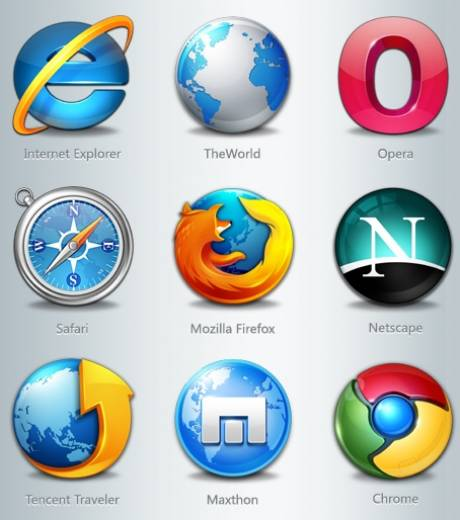 Internet Explorer
TheWorld
Opera
N
W
E
S
Safari
Mozilla Firefox
N
Netscape
Tencent Traveler
Maxthon
Chrome